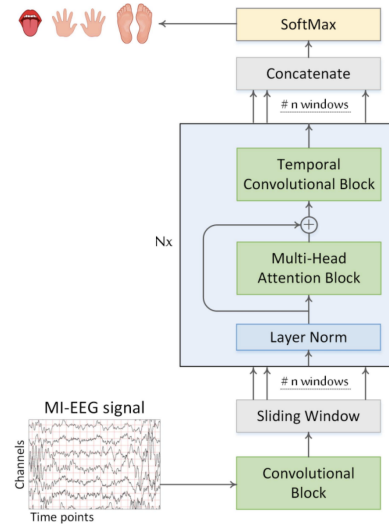 SoftMax
Concatenate
# n windows
Temporal
Convolutional Block
+
Nx
Multi-Head
Attention Block
Layer Norm
# n windows
MI-EEG signal
Sliding Window
Channels
Convolutional
Block
Time points